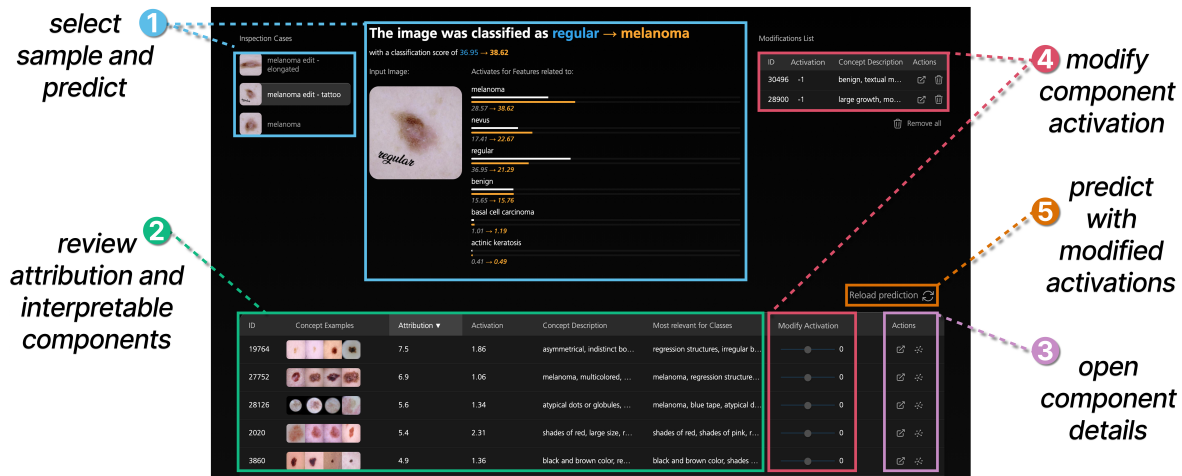 select
sample and
predict
1
Inspection Cases
melanoma edit -
elongated
melanoma edit - tattoo
melanoma
The image was classified as regular → melanoma
with a classification score of 36.95 → 38.62
Input Image:
regular
Activates for Features related to:
melanoma
28.57 → 38.62
nevus
17.41 → 22.67
regular
36.95 → 21.29
benign
15.65 → 15.76
basal cell carcinoma
1.01 → 1.19
actinic keratosis
0.41 → 0.49
Modifications List
ID Activation Concept Description Actions
30496 -1 benign, textual m...
28900 -1 large growth, mo...
Remove all
4
modify
component
activation
5
predict
with
modified
activations
Reload prediction
2
review
attribution and
interpretable
components
ID Concept Examples Attribution ▼ Activation Concept Description Most relevant for Classes Modify Activation Actions
19764 7.5 1.86 asymmetrical, indistinct bo... regression structures, irregular b... 0
27752 6.9 1.06 melanoma, multicolored, ... melanoma, regression structure... 0
28126 5.6 1.34 atypical dots or globules, ... melanoma, blue tape, atypical d... 0
2020 5.4 2.31 shades of red, large size, r... shades of red, shades of pink, r... 0
3860 4.9 1.36 black and brown color, re... black and brown color, shades ... 0
3
open
component
details